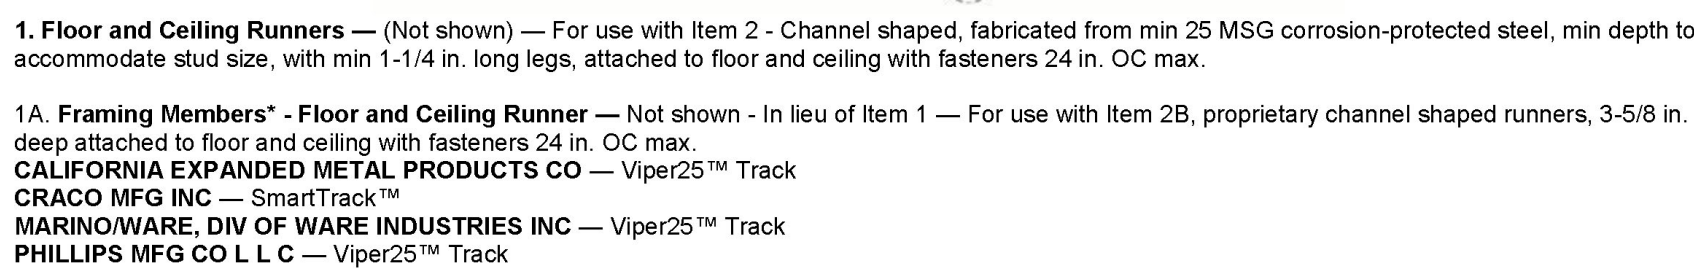 1. Floor and Ceiling Runners — (Not shown) — For use with Item 2 - Channel shaped, fabricated from min 25 MSG corrosion-protected steel, min depth to
accommodate stud size, with min 1-1/4 in. long legs, attached to floor and ceiling with fasteners 24 in. OC max.
1A. Framing Members* - Floor and Ceiling Runner — Not shown - In lieu of Item 1 — For use with Item 2B, proprietary channel shaped runners, 3-5/8 in.
deep attached to floor and ceiling with fasteners 24 in. OC max.
CALIFORNIA EXPANDED METAL PRODUCTS CO — Viper25™ Track
CRACO MFG INC — SmartTrack™
MARINO/WARE, DIV OF WARE INDUSTRIES INC — Viper25™ Track
PHILLIPS MFG CO L L C — Viper25™ Track